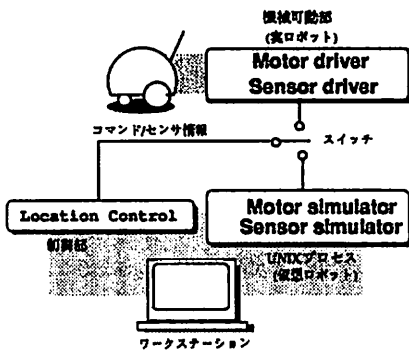 機械可動部
(実ロボット)
Motor driver
Sensor driver
コマンド/センサ情報
スイッチ
Location Control
制御部
Motor simulator
Sensor simulator
UNIXプロセス
(仮想ロボット)
ワークステーション